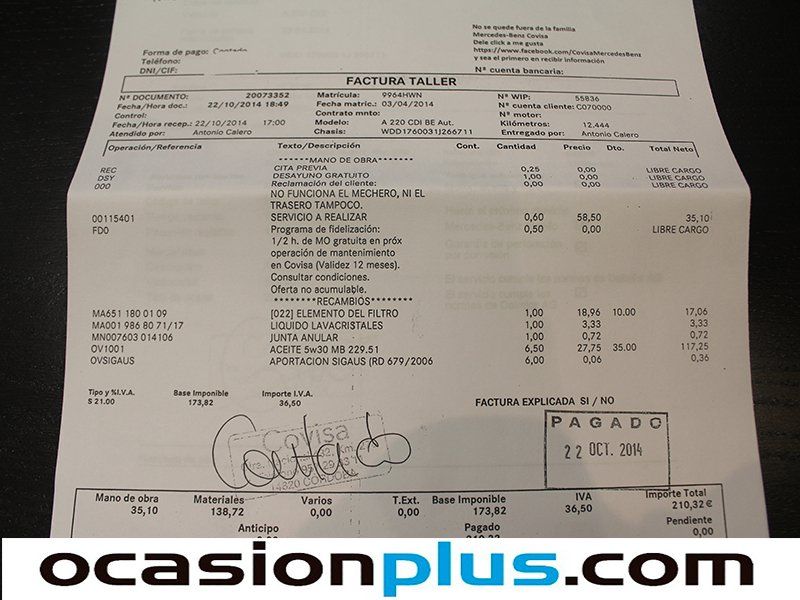 No se quede fuera de la familia
Mercedes-Benz Covisa
Dele click a me gusta
https://www.facebook.com/CovisaMercedesBenz
y sea el primero en recibir información
Forma de pago: Contado
Teléfono:
DNI/CIF:
Nª cuenta bancaria:
FACTURA TALLER
Nª DOCUMENTO: 20073352 Matrícula: 9964HWN Nª WIP: 55836
Fecha/Hora doc.: 22/10/2014 18:49 Fecha matric.: 03/04/2014 Nª cuenta cliente: C070000
Control: Contrato mnto: Nª motor:
Fecha/Hora recep.: 22/10/2014 17:00 Modelo: A 220 CDI BE Aut. Kilómetros: 12.444
Atendido por: Antonio Calero Chasis: WDD1760031J266711 Entregado por: Antonio Calero
Operación/Referencia Texto/Descripción Cont. Cantidad Precio Dto. Total Neto
******MANO DE OBRA*******
REC CITA PREVIA 0,25 0,00 LIBRE CARGO
DSY DESAYUNO GRATUITO 1,00 0,00 LIBRE CARGO
000 Reclamación del cliente: 0,00 0,00 LIBRE CARGO
NO FUNCIONA EL MECHERO, NI EL
TRASERO TAMPOCO.
00115401 SERVICIO A REALIZAR 0,60 58,50 35,10
FD0 Programa de fidelización: 0,50 0,00 LIBRE CARGO
1/2 h. de MO gratuita en próx
operación de mantenimiento
en Covisa (Validez 12 meses).
Consultar condiciones.
Oferta no acumulable.
********RECAMBIOS********
MA651 180 01 09 [022] ELEMENTO DEL FILTRO 1,00 18,96 10.00 17,06
MA001 986 80 71/17 LIQUIDO LAVACRISTALES 1,00 3,33 3,33
MN007603 014106 JUNTA ANULAR 1,00 0,72 0,72
OV1001 ACEITE 5w30 MB 229.51 6,50 27,75 35.00 117,25
OVSIGAUS APORTACION SIGAUS (RD 679/2006 6,00 0,06 0,36
Tipo y %I.V.A. Base Imponible Importe I.V.A.
S 21.00 173,82 36,50
FACTURA EXPLICADA SI / NO
Covisa
Contado
14320 CORDOBA
PAGADO
22 OCT. 2014
Mano de obra Materiales Varios T.Ext. Base Imponible IVA Importe Total
35,10 138,72 0,00 0,00 173,82 36,50 210,32 €
Anticipo Pagado Pendiente
0,00
ocasionplus.com